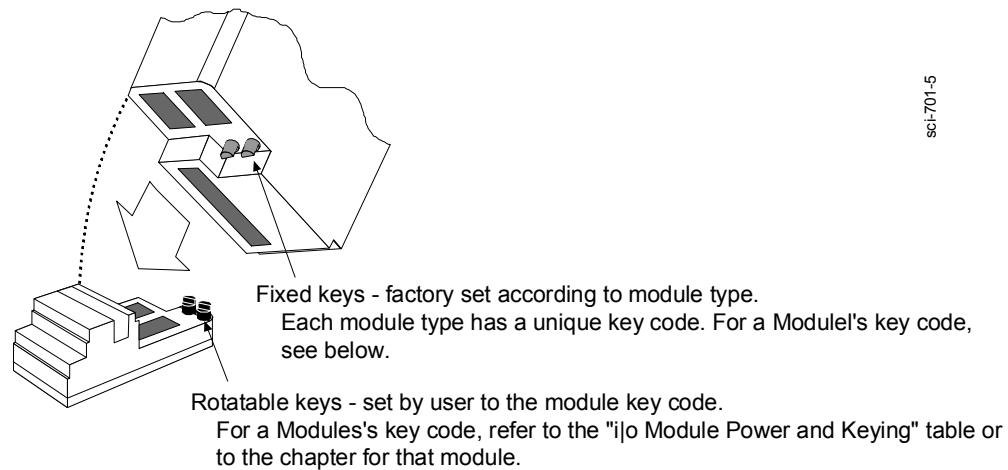 sci-701-5
Fixed keys - factory set according to module type.
Each module type has a unique key code. For a Modulel's key code,
see below.
Rotatable keys - set by user to the module key code.
For a Modules's key code, refer to the "i|o Module Power and Keying" table or
to the chapter for that module.